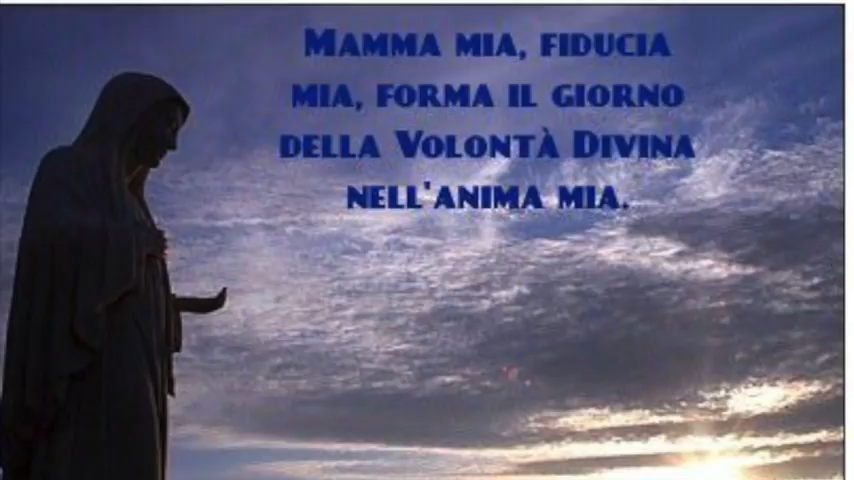 Mamma mia, fiducia
mia, forma il giorno
della Volontà Divina
nell'anima mia.